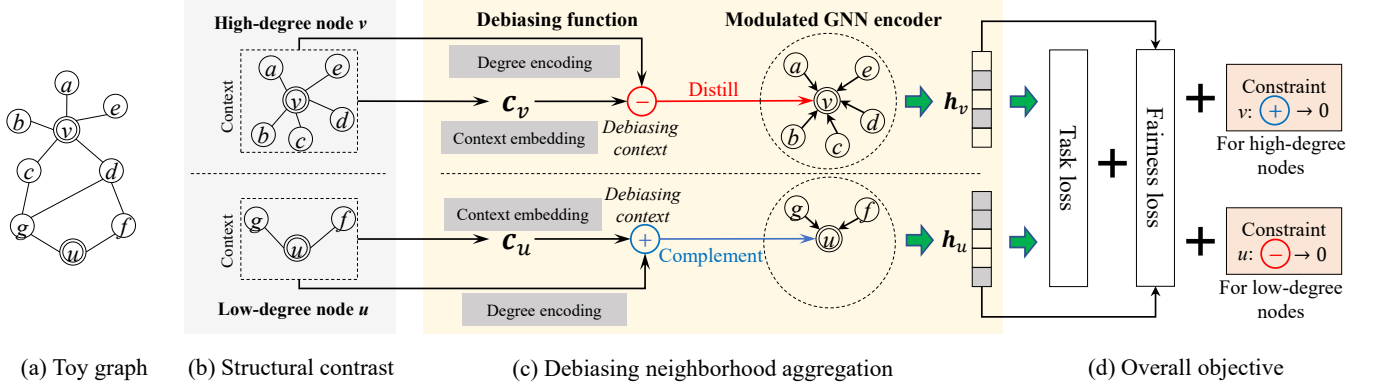 a
b
e
v
c
d
g
f
u
(a) Toy graph
High-degree node v
Context
a
e
v
b
c
d
Context
g
f
u
Low-degree node u
(b) Structural contrast
Debiasing function
Modulated GNN encoder
Degree encoding
c_v
−
Distill
Context embedding
Debiasing
context
a
e
v
b
c
d
h_v
Debiasing
context
Context embedding
c_u
+
Complement
Degree encoding
g
f
u
h_u
(c) Debiasing neighborhood aggregation
Task loss
+
Fairness loss
+
Constraint
v: + → 0
For high-degree
nodes
+
Constraint
u: − → 0
For low-degree
nodes
(d) Overall objective